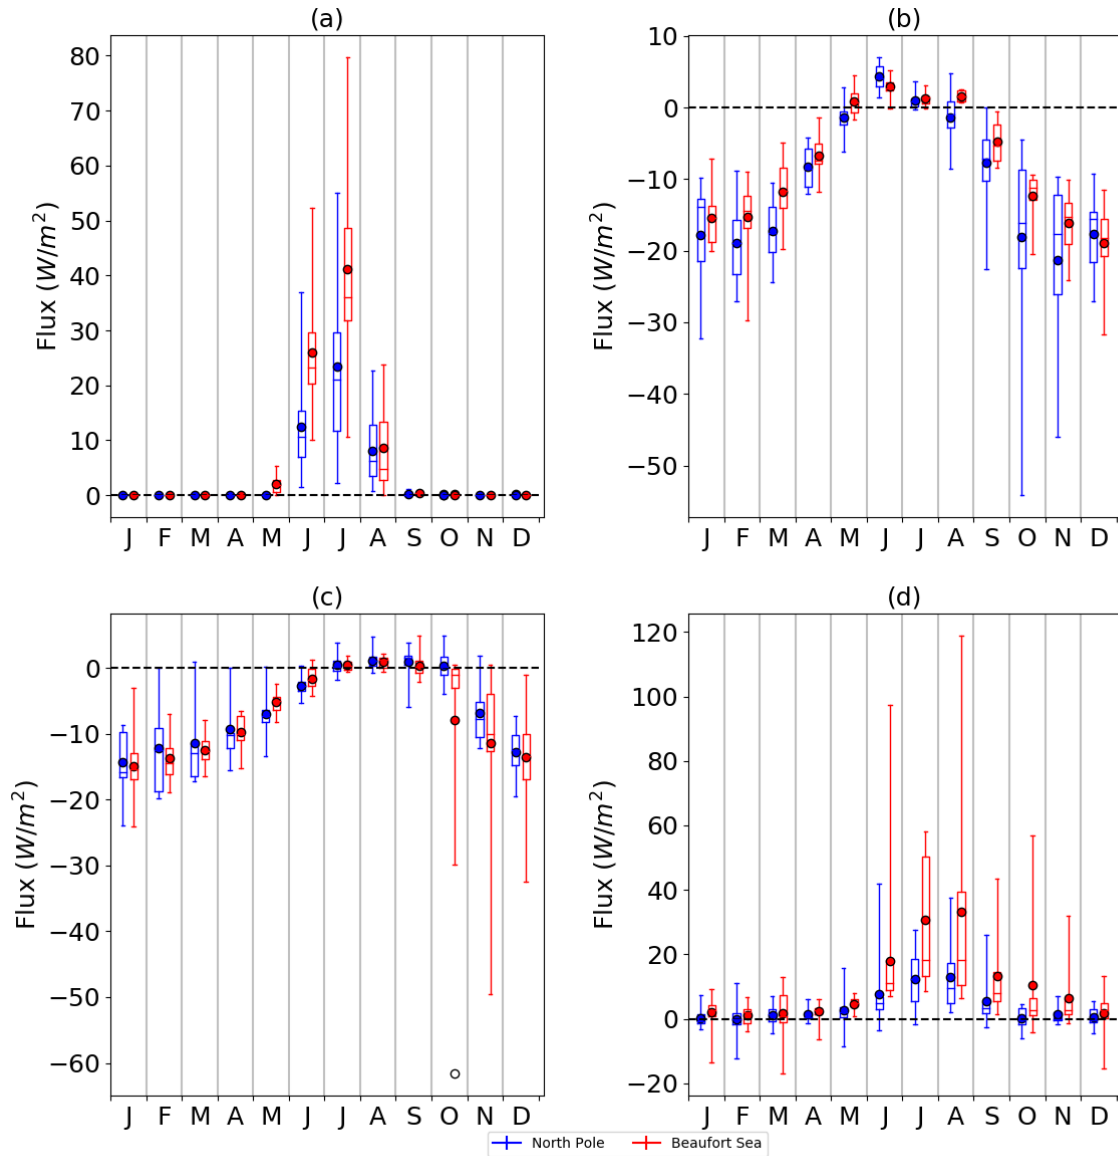 (a)
Flux (W/m²)
80
70
60
50
40
30
20
10
0
J F M A M J J A S O N D
(b)
Flux (W/m²)
10
0
−10
−20
−30
−40
−50
J F M A M J J A S O N D
(c)
Flux (W/m²)
0
−10
−20
−30
−40
−50
−60
J F M A M J J A S O N D
(d)
Flux (W/m²)
120
100
80
60
40
20
0
−20
J F M A M J J A S O N D
North Pole Beaufort Sea